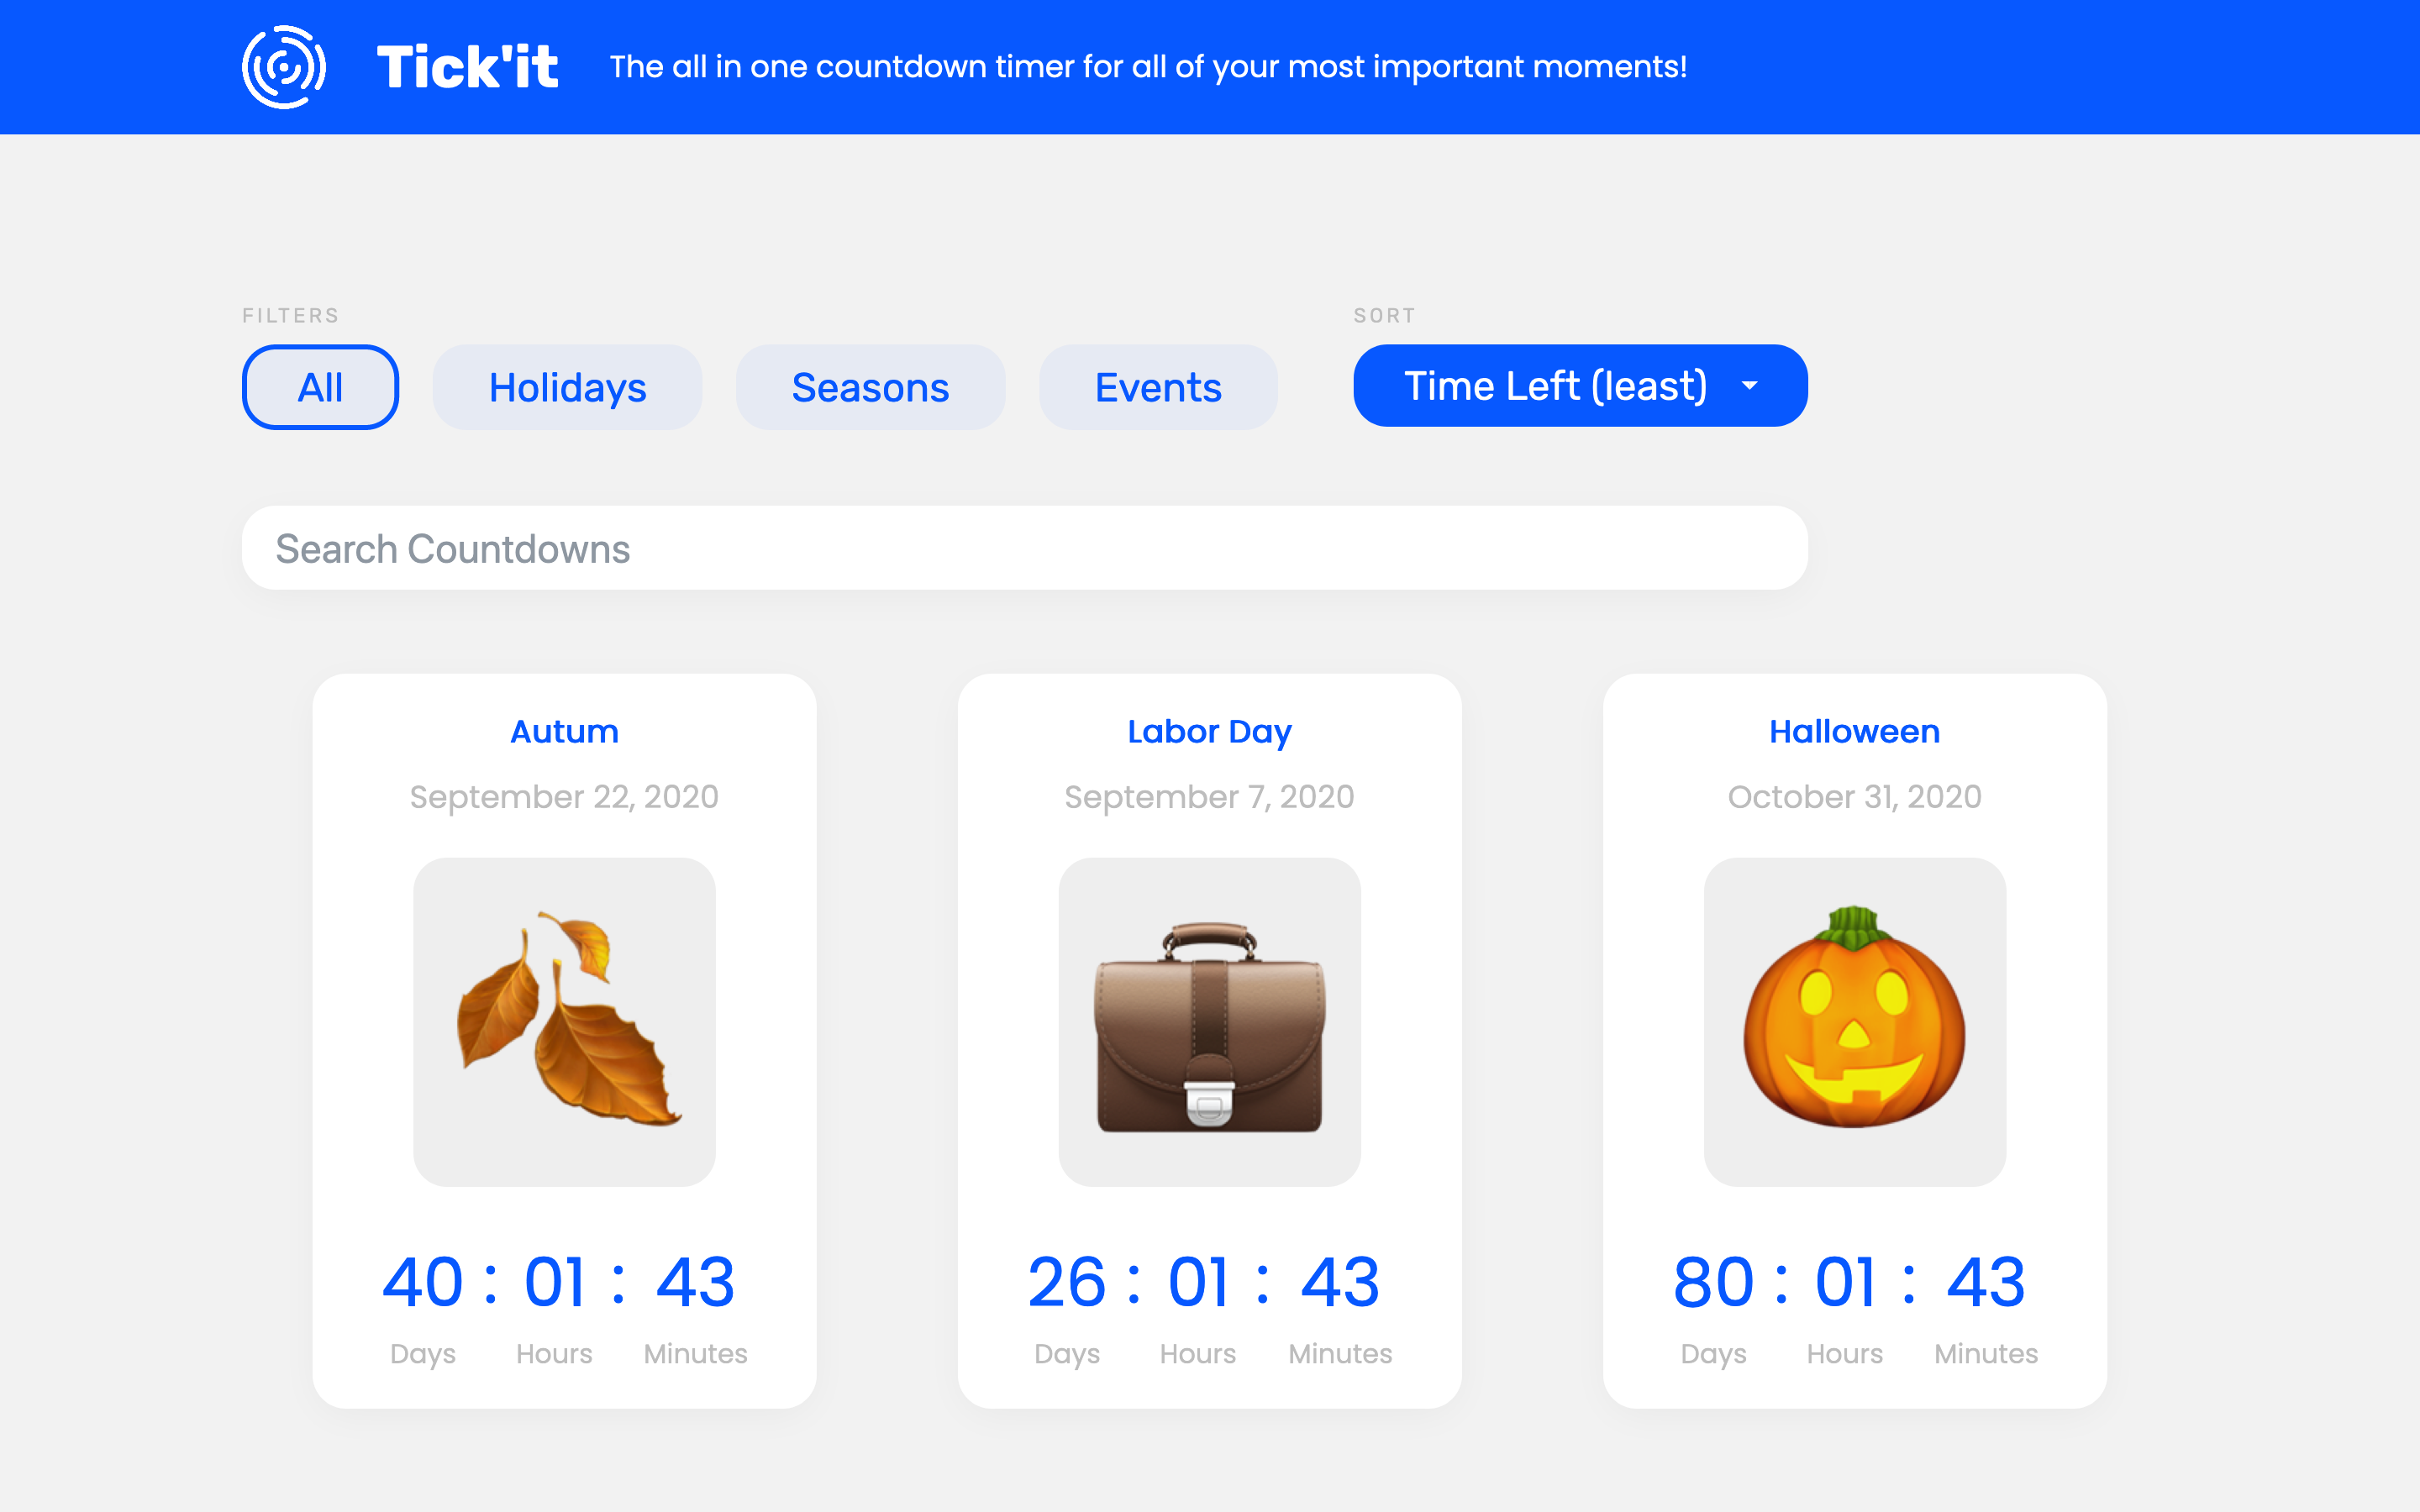 Tick'it
The all in one countdown timer for all of your most important moments!
FILTERS
All
Holidays
Seasons
Events
SORT
Time Left (least)
Search Countdowns
Autum
September 22, 2020
40 : 01 : 43
Days Hours Minutes
Labor Day
September 7, 2020
26 : 01 : 43
Days Hours Minutes
Halloween
October 31, 2020
80 : 01 : 43
Days Hours Minutes